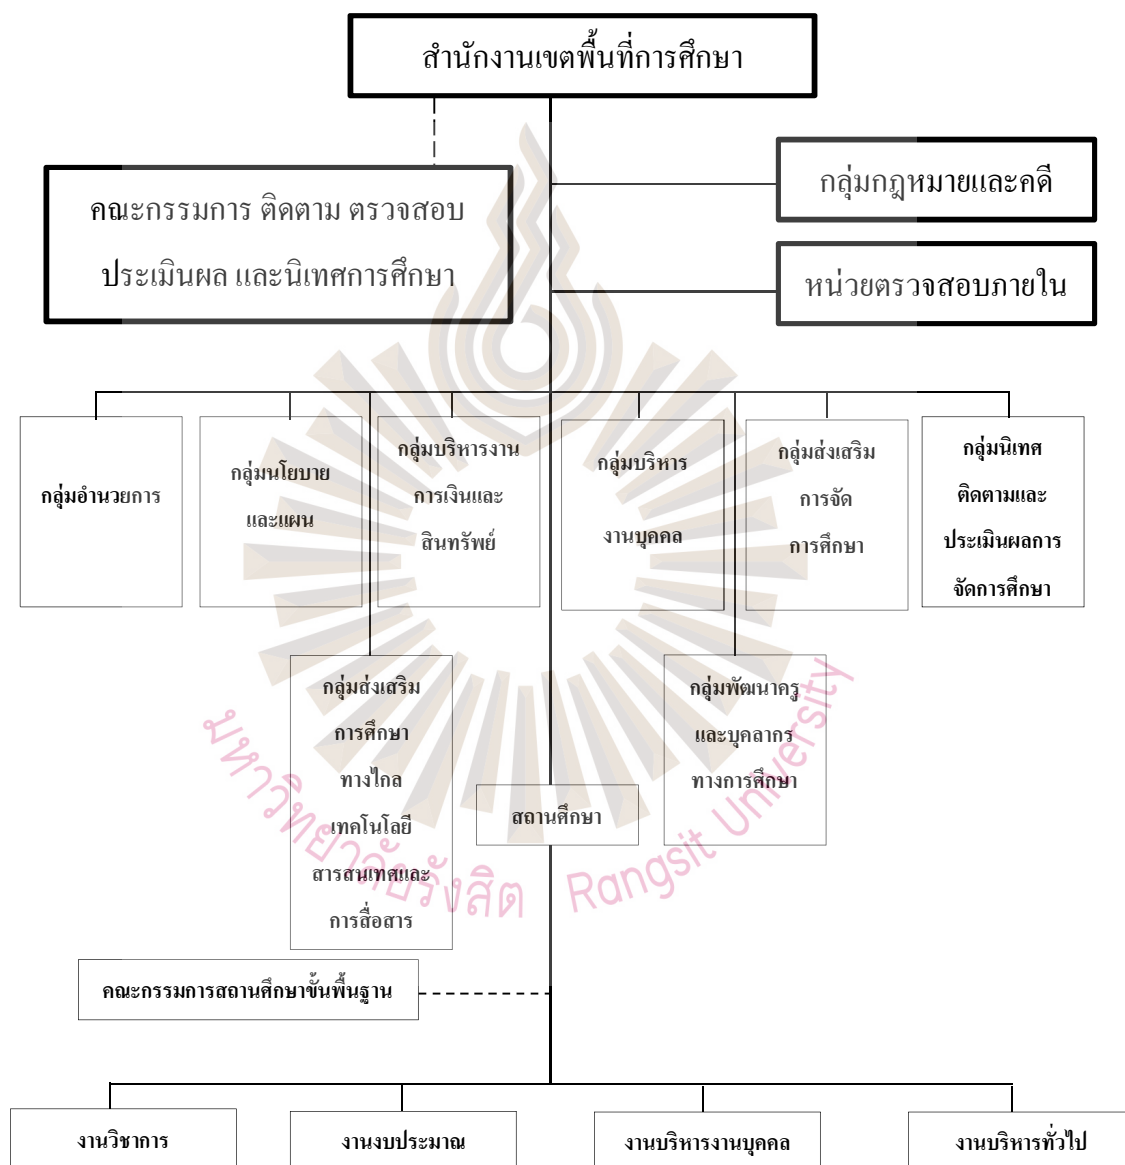 สำนักงานเขตพื้นที่การศึกษา
คณะกรรมการ ติดตาม ตรวจสอบ
ประเมินผล และนิเทศการศึกษา
กลุ่มกฎหมายและคดี
หน่วยตรวจสอบภายใน
กลุ่มอำนวยการ
กลุ่มนโยบาย
และแผน
กลุ่มบริหารงาน
การเงินและ
สินทรัพย์
กลุ่มบริหาร
งานบุคคล
กลุ่มส่งเสริม
การจัด
การศึกษา
กลุ่มนิเทศ
ติดตามและ
ประเมินผลการ
จัดการศึกษา
กลุ่มส่งเสริม
การศึกษา
ทางไกล
เทคโนโลยี
สารสนเทศและ
การสื่อสาร
สถานศึกษา
กลุ่มพัฒนาครู
และบุคลากร
ทางการศึกษา
มหาวิทยาลัยรังสิต Rangsit University
คณะกรรมการสถานศึกษาขั้นพื้นฐาน
งานวิชาการ
งานงบประมาณ
งานบริหารงานบุคคล
งานบริหารทั่วไป